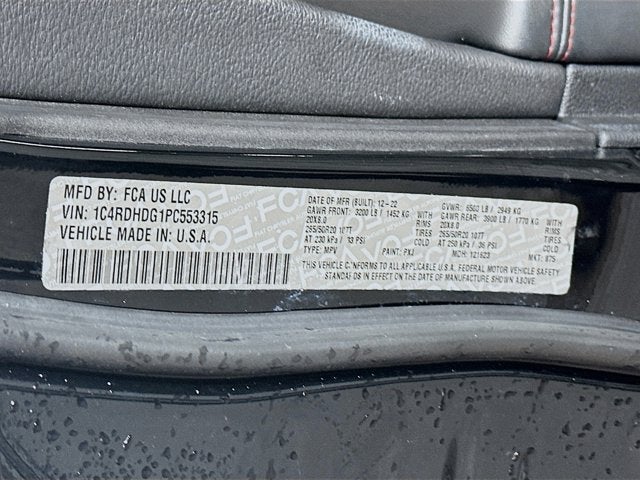 MFD BY: FCA US LLC
VIN: 1C4RDHDG1PC553315
VEHICLE MADE IN: U.S.A.
DATE OF MFR (BUILT): 12-22 GVWR: 6500 LB / 2949 KG
GAWR FRONT: 3200 LB / 1452 KG WITH GAWR REAR: 3900 LB / 1770 KG WITH
20X8.0 RIMS 20X8.0 RIMS
265/50R20 107T TIRES 265/50R20 107T TIRES
AT 230 kPa / 33 PSI COLD AT 250 kPa / 36 PSI COLD
TYPE: MPV PAINT: PXJ MDH: 121623 MKT: 875
THIS VEHICLE CONFORMS TO ALL APPLICABLE U.S.A. FEDERAL MOTOR VEHICLE SAFETY
STANDARDS IN EFFECT ON THE DATE OF MANUFACTURE SHOWN ABOVE.